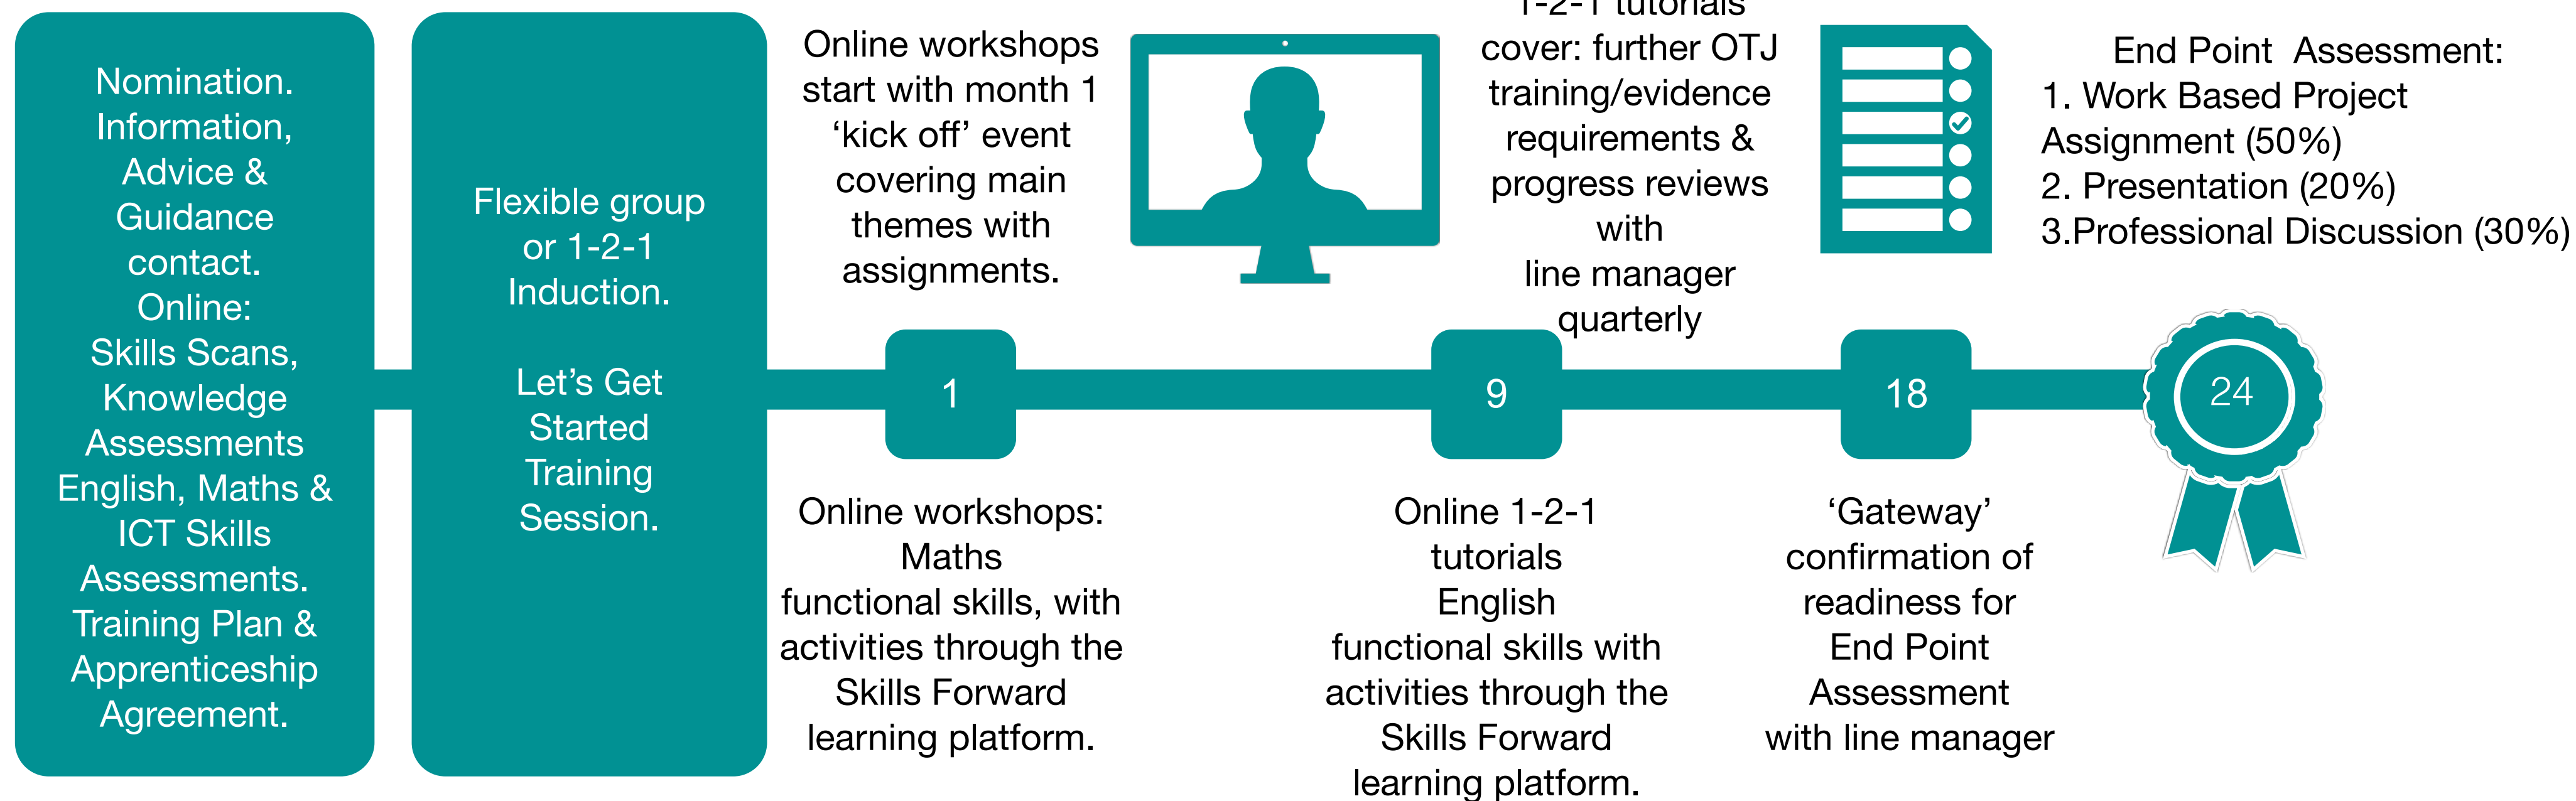 Nomination.
Information,
Advice &
Guidance
contact.
Online:
Skills Scans,
Knowledge
Assessments
English, Maths &
ICT Skills
Assessments.
Training Plan &
Apprenticeship
Agreement.
Flexible group
or 1-2-1
Induction.
Let’s Get
Started
Training
Session.
Online workshops
start with month 1
‘kick off’ event
covering main
themes with
assignments.
1-2-1 tutorials
cover: further OTJ
training/evidence
requirements &
progress reviews
with
line manager
quarterly
End Point  Assessment:
1. Work Based Project
Assignment (50%)
2. Presentation (20%)
3.Professional Discussion (30%)
1
9
18
24
Online workshops:
Maths
functional skills, with
activities through the
Skills Forward
learning platform.
Online 1-2-1
tutorials
English
functional skills with
activities through the
Skills Forward
learning platform.
‘Gateway’
confirmation of
readiness for
End Point
Assessment
with line manager